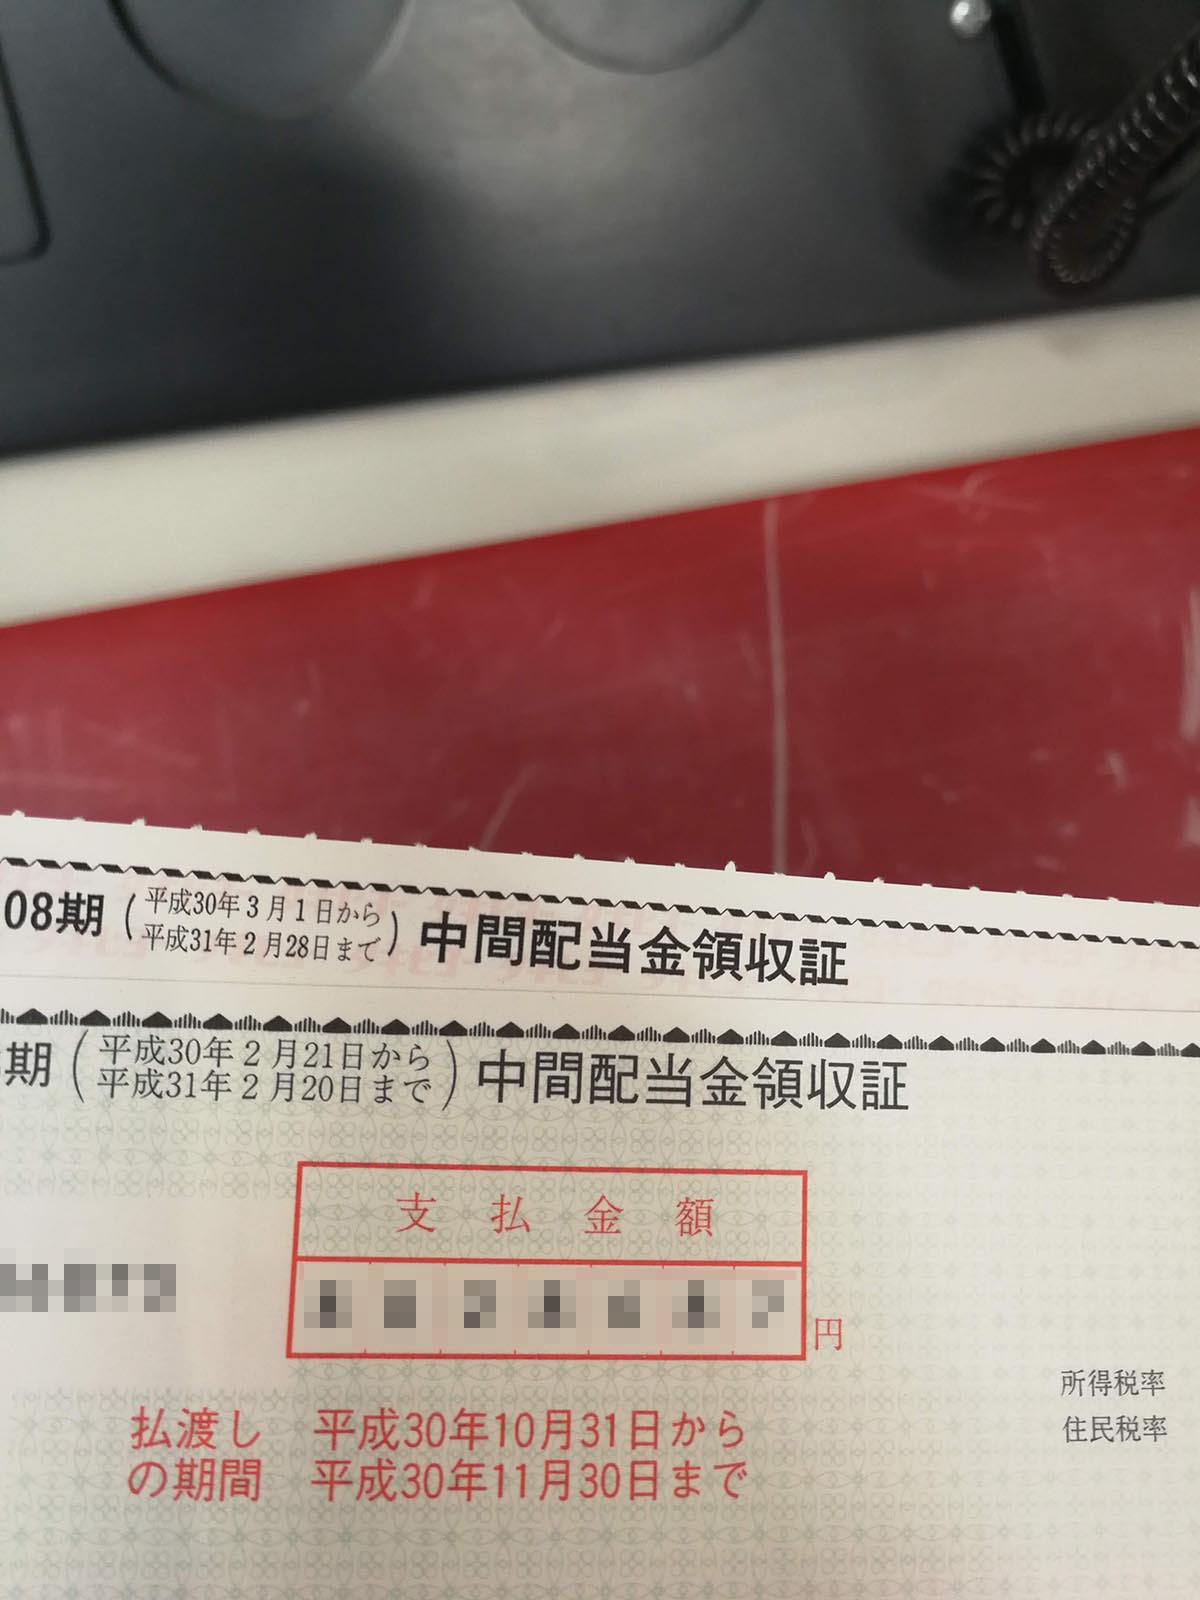 08期(平成30年3月1日から
平成31年2月28日まで)中間配当金領収証
期(平成30年2月21日から
平成31年2月20日まで)中間配当金領収証
支払金額
円
所得税率
住民税率
払渡し 平成30年10月31日から
の期間 平成30年11月30日まで